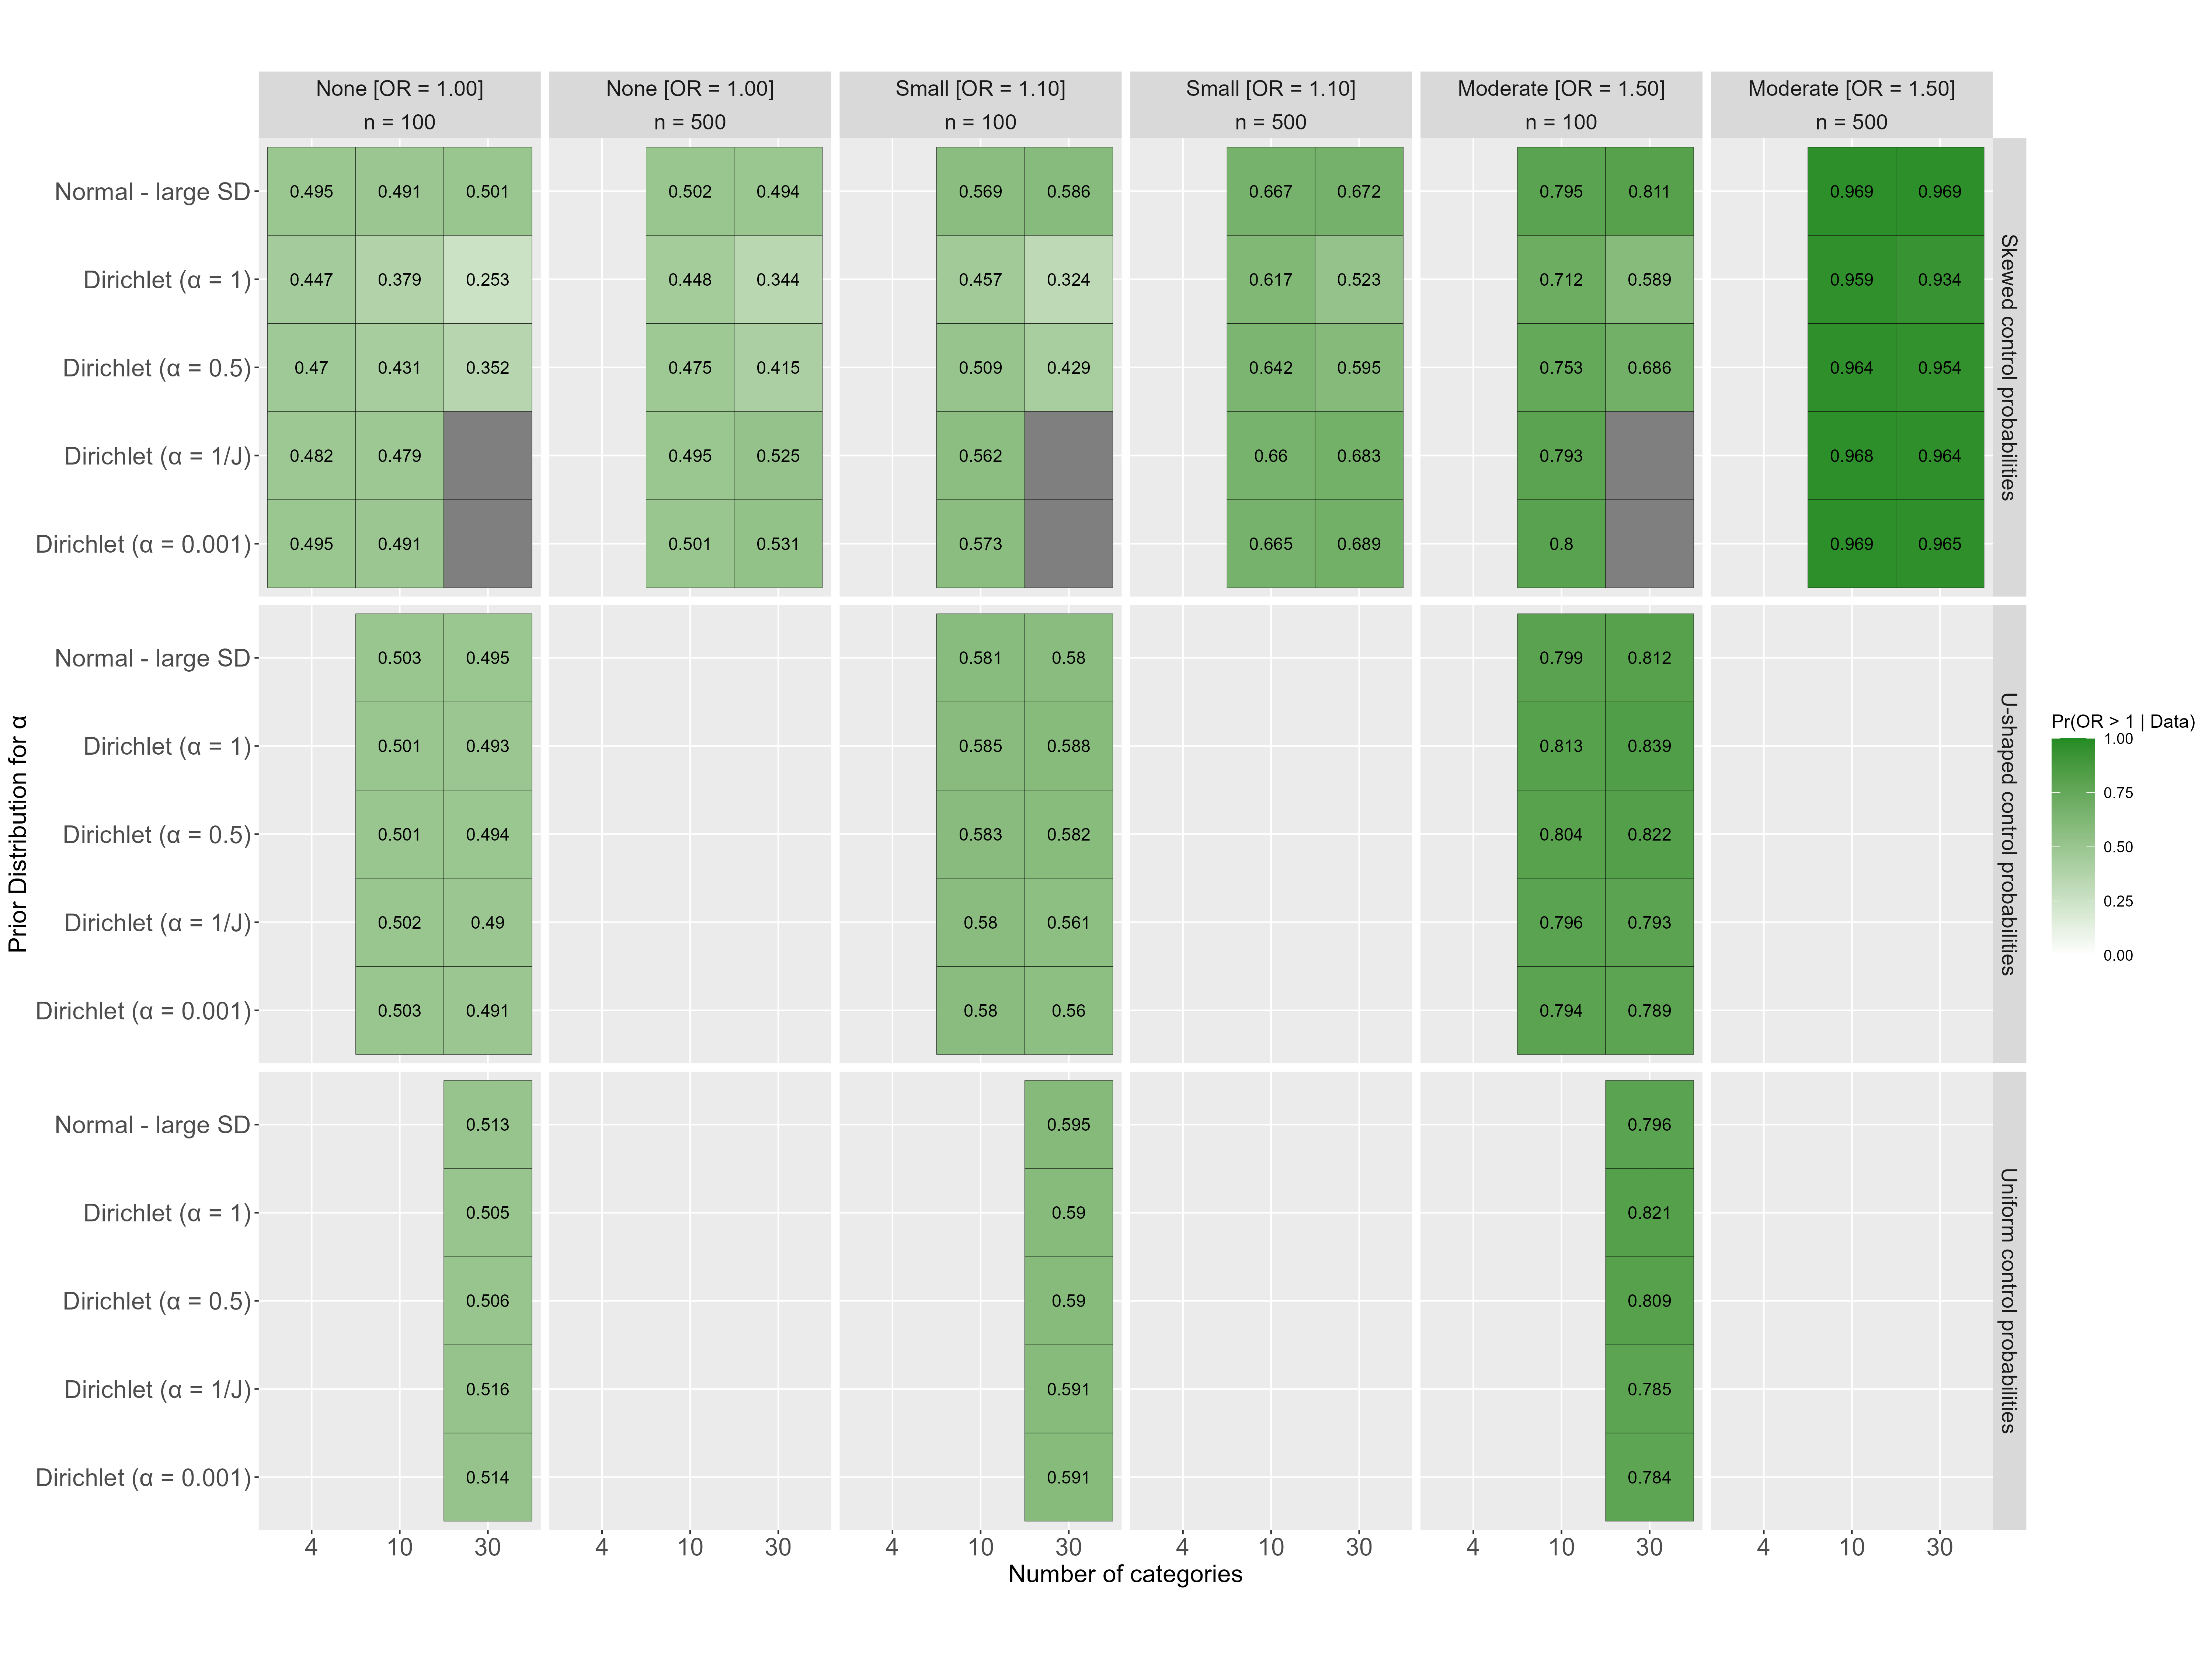 None [OR = 1.00] None [OR = 1.00] Small [OR = 1.10] Small [OR = 1.10] Moderate [OR = 1.50] Moderate [OR = 1.50]
n = 100 n = 500 n = 100 n = 500 n = 100 n = 500
Normal - large SD 0.495 0.491 0.501 0.502 0.494 0.569 0.586 0.667 0.672 0.795 0.811 0.969 0.969
Dirichlet (α = 1) 0.447 0.379 0.253 0.448 0.344 0.457 0.324 0.617 0.523 0.712 0.589 0.959 0.934
Dirichlet (α = 0.5) 0.47 0.431 0.352 0.475 0.415 0.509 0.429 0.642 0.595 0.753 0.686 0.964 0.954
Dirichlet (α = 1/J) 0.482 0.479 0.495 0.525 0.562 0.66 0.683 0.793 0.968 0.964
Dirichlet (α = 0.001) 0.495 0.491 0.501 0.531 0.573 0.665 0.689 0.8 0.969 0.965
Skewed control probabilities
Normal - large SD 0.503 0.495 0.581 0.58 0.799 0.812
Dirichlet (α = 1) 0.501 0.493 0.585 0.588 0.813 0.839
Dirichlet (α = 0.5) 0.501 0.494 0.583 0.582 0.804 0.822
Dirichlet (α = 1/J) 0.502 0.49 0.58 0.561 0.796 0.793
Dirichlet (α = 0.001) 0.503 0.491 0.58 0.56 0.794 0.789
U-shaped control probabilities
Normal - large SD 0.513 0.595 0.796
Dirichlet (α = 1) 0.505 0.59 0.821
Dirichlet (α = 0.5) 0.506 0.59 0.809
Dirichlet (α = 1/J) 0.516 0.591 0.785
Dirichlet (α = 0.001) 0.514 0.591 0.784
Uniform control probabilities
4 10 30 4 10 30 4 10 30 4 10 30 4 10 30 4 10 30
Number of categories
Prior Distribution for α
Pr(OR > 1 | Data)
1.00
0.75
0.50
0.25
0.00